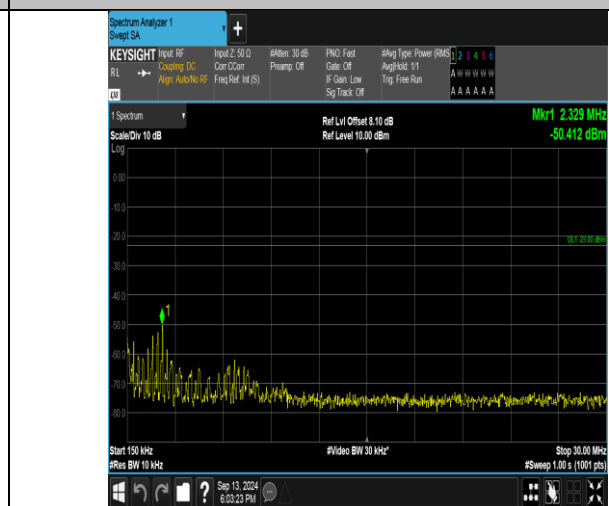 Spectrum Analyzer 1
Swept SA
+
KEYSIGHT Input: RF Input Z: 50 Ω #Atten: 30 dB PNO: Fast #Avg Type: Power (RMS 1 2 3 4 5 6
RL Coupling: DC Corr CCorr Preamp: Off Gate: Off Avg|Hold: 1/1 A W W W W W
Align: Auto/No RF Freq Ref: Int (S) IF Gain: Low Trig: Free Run
Sig Track: Off A A A A A A
LXI
1 Spectrum
Ref Lvl Offset 8.10 dB
Mkr1 2.329 MHz
Scale/Div 10 dB Ref Level 10.00 dBm -50.412 dBm
Log
0.00
-10.0
-20.0
DL1 -23.00 dBm
-30.0
-40.0
1
-50.0
-60.0
-70.0
-80.0
Start 150 kHz #Video BW 30 kHz* Stop 30.00 MHz
#Res BW 10 kHz #Sweep 1.00 s (1001 pts)
? Sep 13, 2024
6:03:23 PM